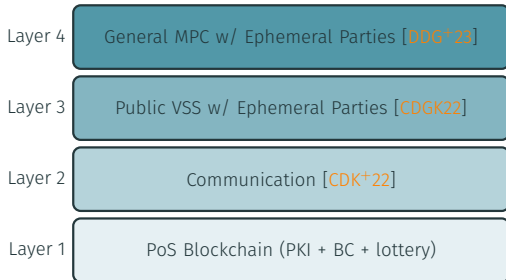 Layer 4 General MPC w/ Ephemeral Parties [DDG⁺23]
Layer 3 Public VSS w/ Ephemeral Parties [CDGK22]
Layer 2 Communication [CDK⁺22]
Layer 1 PoS Blockchain (PKI + BC + lottery)